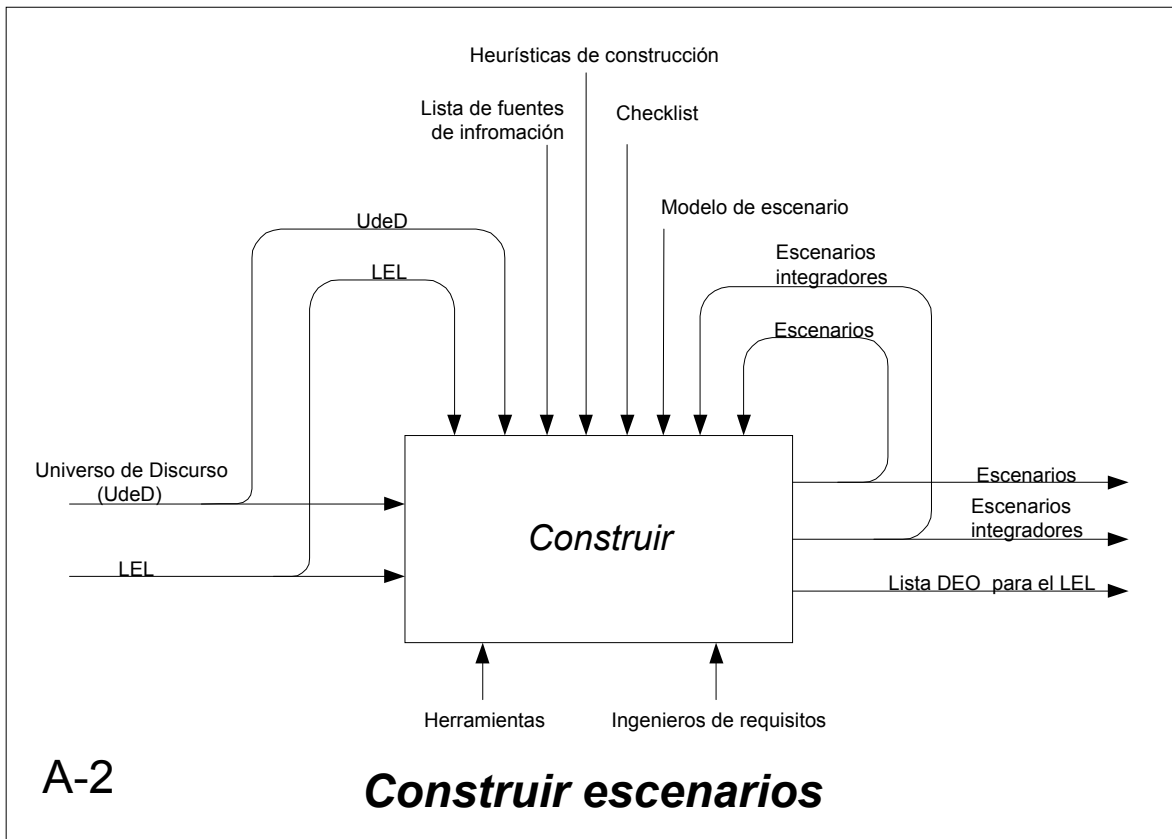 Heurísticas de construcción
Lista de fuentes
de infromación
Checklist
Modelo de escenario
UdeD
LEL
Escenarios
integradores
Escenarios
Universo de Discurso
(UdeD)
LEL
Construir
Escenarios
Escenarios
integradores
Lista DEO para el LEL
Herramientas
Ingenieros de requisitos
A-2
Construir escenarios